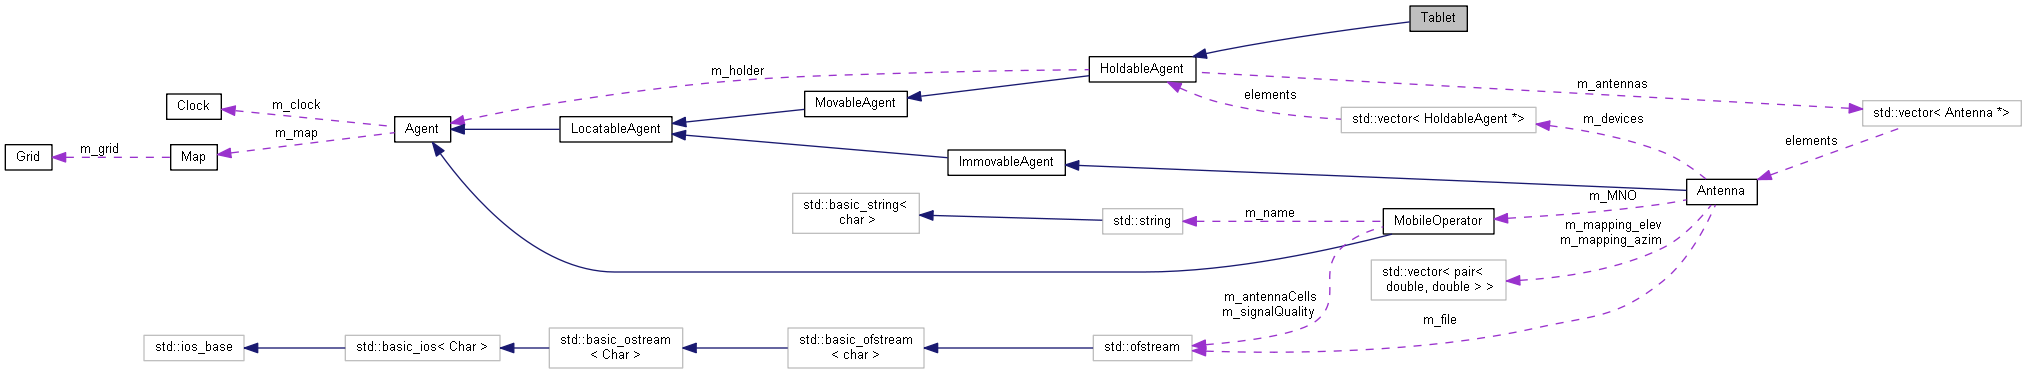 Tablet
HoldableAgent
m_holder
m_antennas
elements
MovableAgent
Clock
m_clock
std::vector< HoldableAgent *>
m_devices
std::vector< Antenna *>
Agent
LocatableAgent
m_map
elements
Grid
m_grid
Map
ImmovableAgent
Antenna
m_MNO
std::basic_string<
char >
std::string
m_name
MobileOperator
m_mapping_elev
m_mapping_azim
std::vector< pair<
double, double > >
m_antennaCells
m_signalQuality
m_file
std::ios_base
std::basic_ios< Char >
std::basic_ostream
< Char >
std::basic_ofstream
< char >
std::ofstream